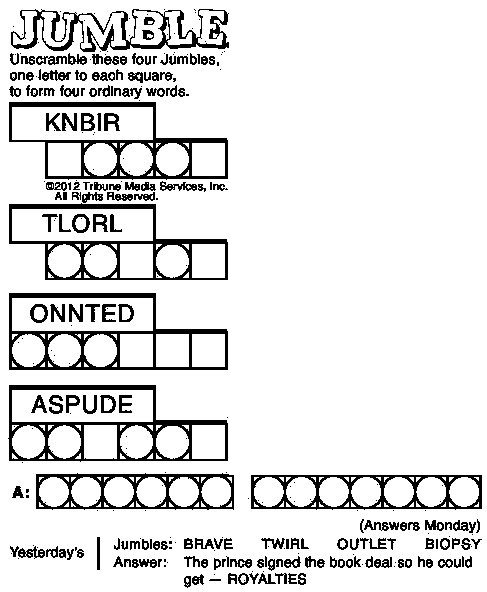 JUMBLE
Unscramble these four Jumbles,
one letter to each square,
to form four ordinary words.
KNBIR
©2012 Tribune Media Services, Inc.
All Rights Reserved.
TLORL
ONNTED
ASPUDE
A:
(Answers Monday)
Yesterday's
Jumbles: BRAVE TWIRL OUTLET BIOPSY
Answer: The prince signed the book deal so he could
get — ROYALTIES